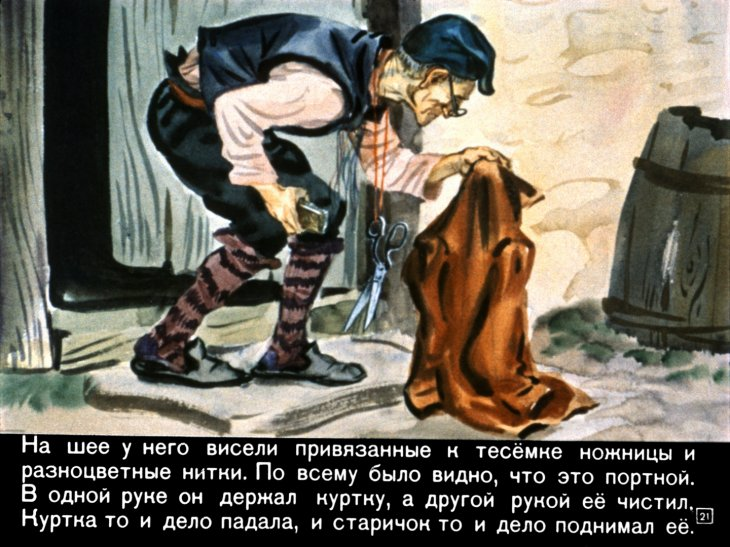 На шее у него висели привязанные к тесёмке ножницы и
разноцветные нитки. По всему было видно, что это портной.
В одной руке он держал куртку, а другой рукой её чистил.
Куртка то и дело падала, и старичок то и дело поднимал её.
21